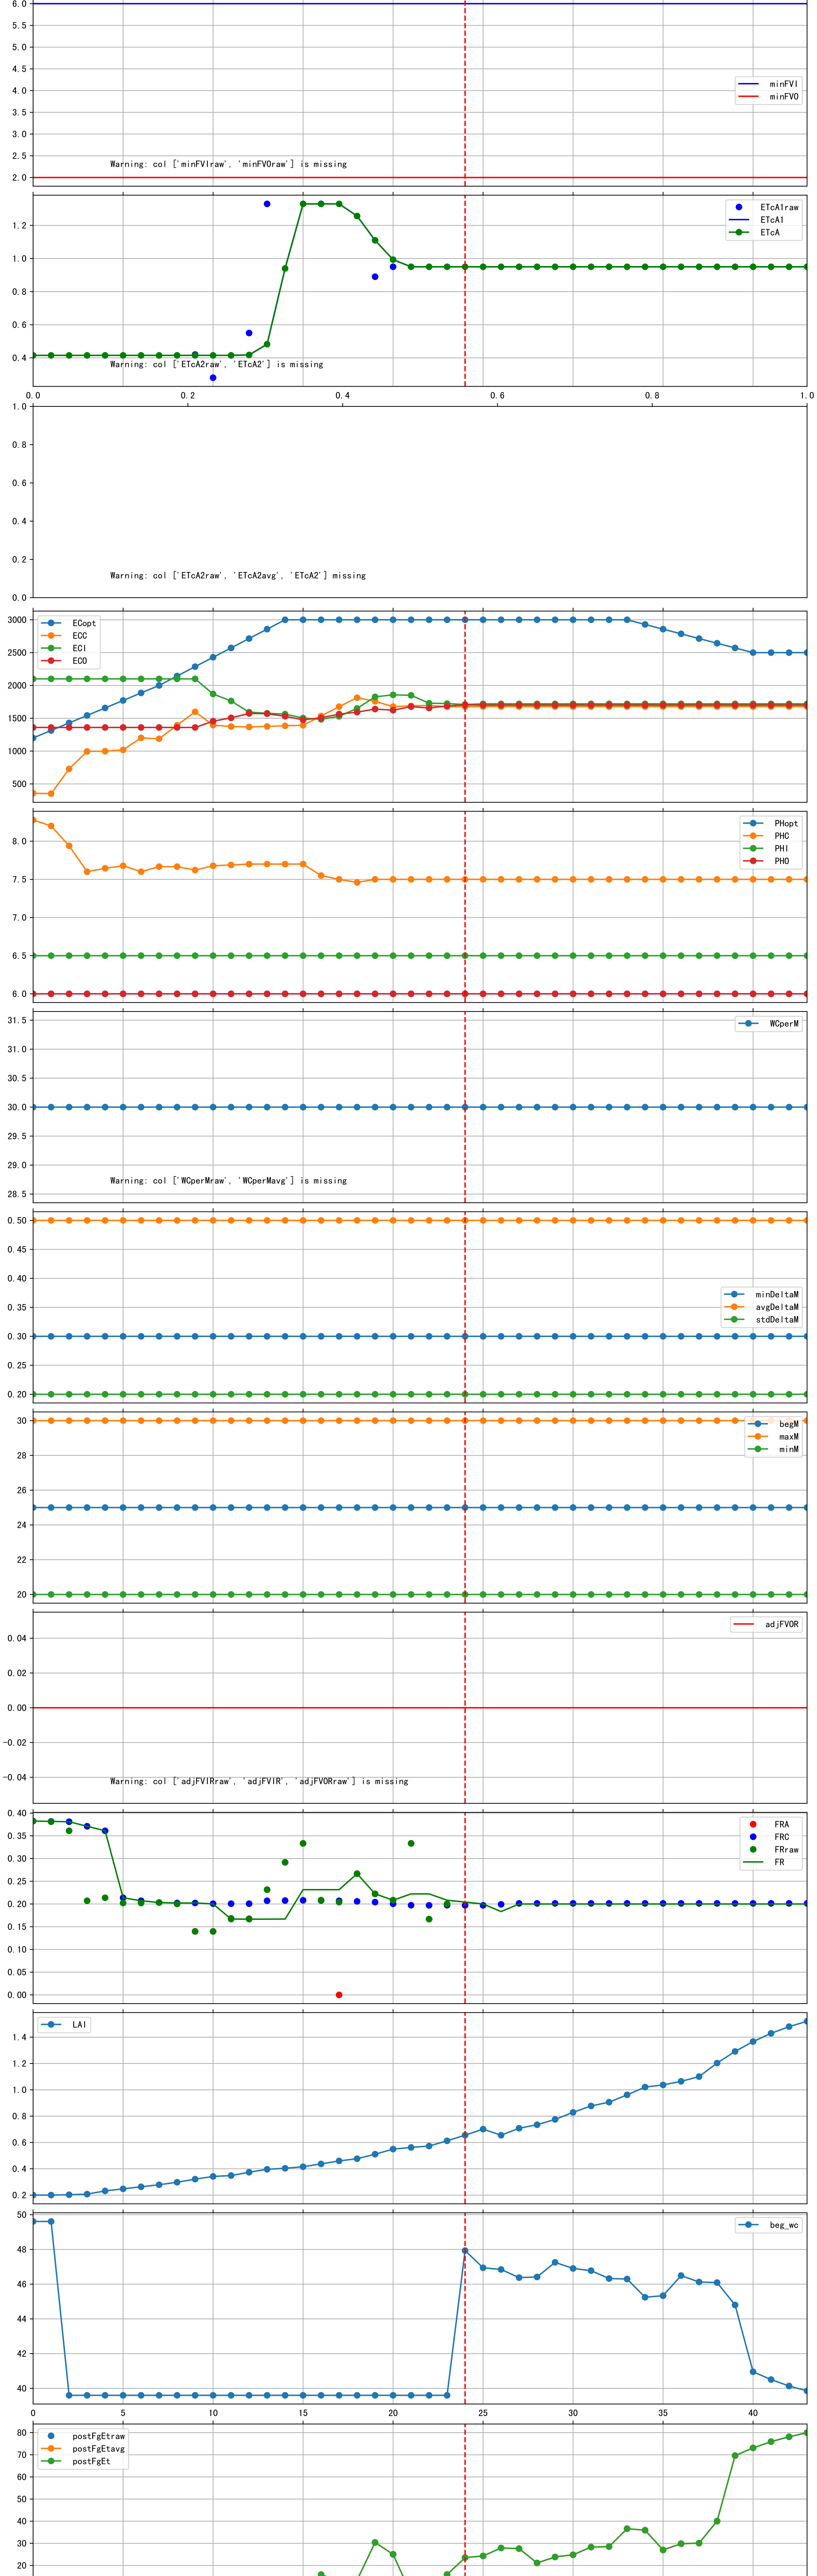 6.0
5.5
5.0
4.5
4.0
3.5
3.0
2.5
2.0
minFVI
minFVO
Warning: col ['minFVIraw', 'minFVOraw'] is missing
1.2
1.0
0.8
0.6
0.4
ETcA1raw
ETcA1
ETcA
Warning: col ['ETcA2raw', 'ETcA2'] is missing
0.0 0.2 0.4 0.6 0.8 1.0
1.0
0.8
0.6
0.4
0.2
0.0
Warning: col ['ETcA2raw', 'ETcA2avg', 'ETcA2'] missing
3000
2500
2000
1500
1000
500
ECopt
ECC
ECI
ECO
8.0
7.5
7.0
6.5
6.0
PHopt
PHC
PHI
PHO
31.5
31.0
30.5
30.0
29.5
29.0
28.5
WCperM
Warning: col ['WCperMraw', 'WCperMavg'] is missing
0.50
0.45
0.40
0.35
0.30
0.25
0.20
minDeltaM
avgDeltaM
stdDeltaM
30
28
26
24
22
20
begM
maxM
minM
0.04
0.02
0.00
−0.02
−0.04
adjFVOR
Warning: col ['adjFVIRraw', 'adjFVIR', 'adjFVORraw'] is missing
0.40
0.35
0.30
0.25
0.20
0.15
0.10
0.05
0.00
FRA
FRC
FRraw
FR
1.4
1.2
1.0
0.8
0.6
0.4
0.2
LAI
50
48
46
44
42
40
beg_wc
0 5 10 15 20 25 30 35 40
80
70
60
50
40
30
20
postFgEtraw
postFgEtavg
postFgEt